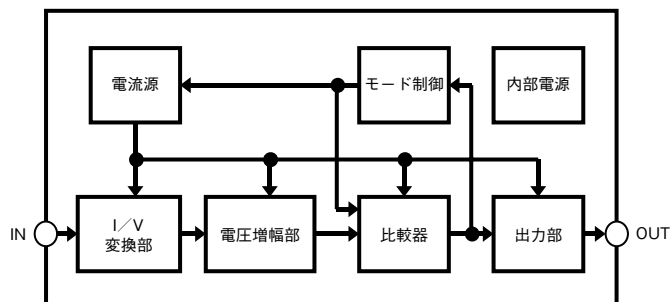 電流源
モード制御
内部電源
IN
I／V
変換部
電圧増幅部
比較器
出力部
OUT